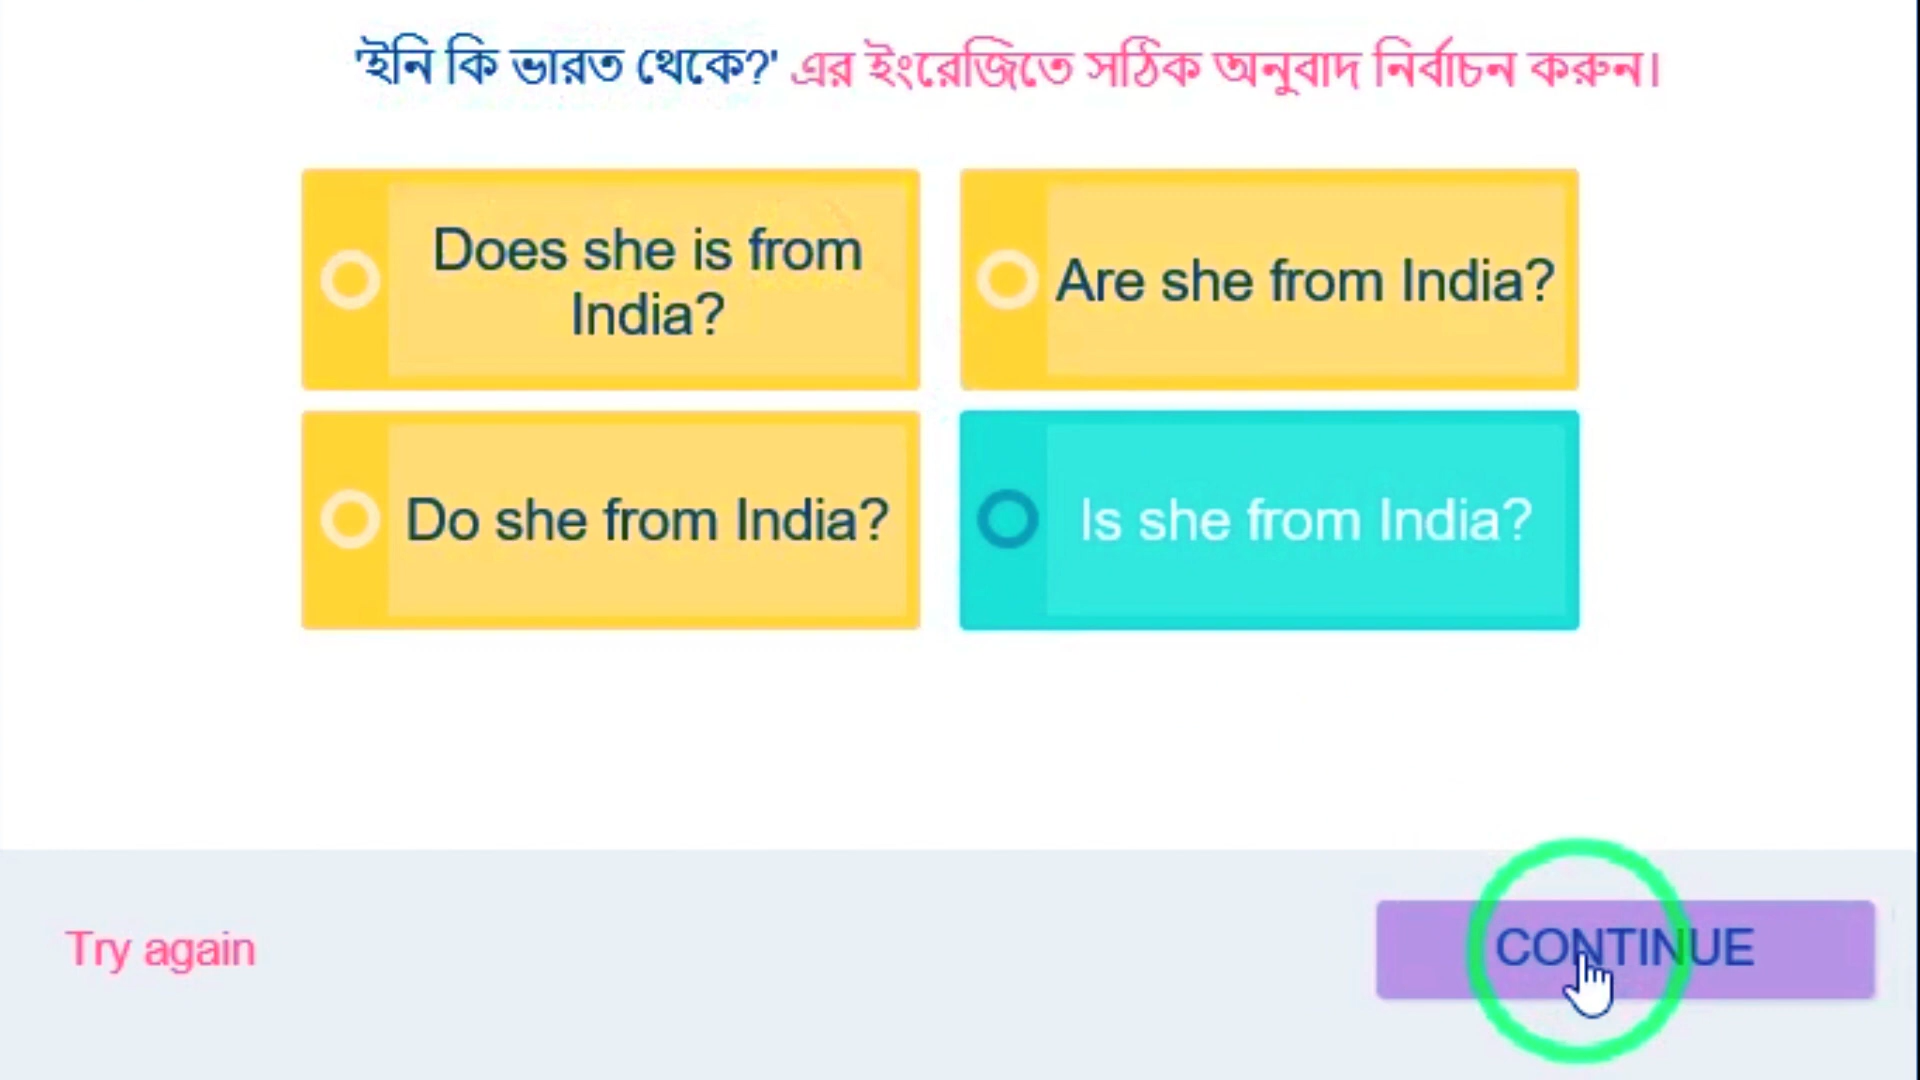 'ইনি কি ভারত থেকে?' এর ইংরেজিতে সঠিক অনুবাদ নির্বাচন করুন।
Does she is from
India?
Are she from India?
Do she from India?
Is she from India?
Try again
CONTINUE